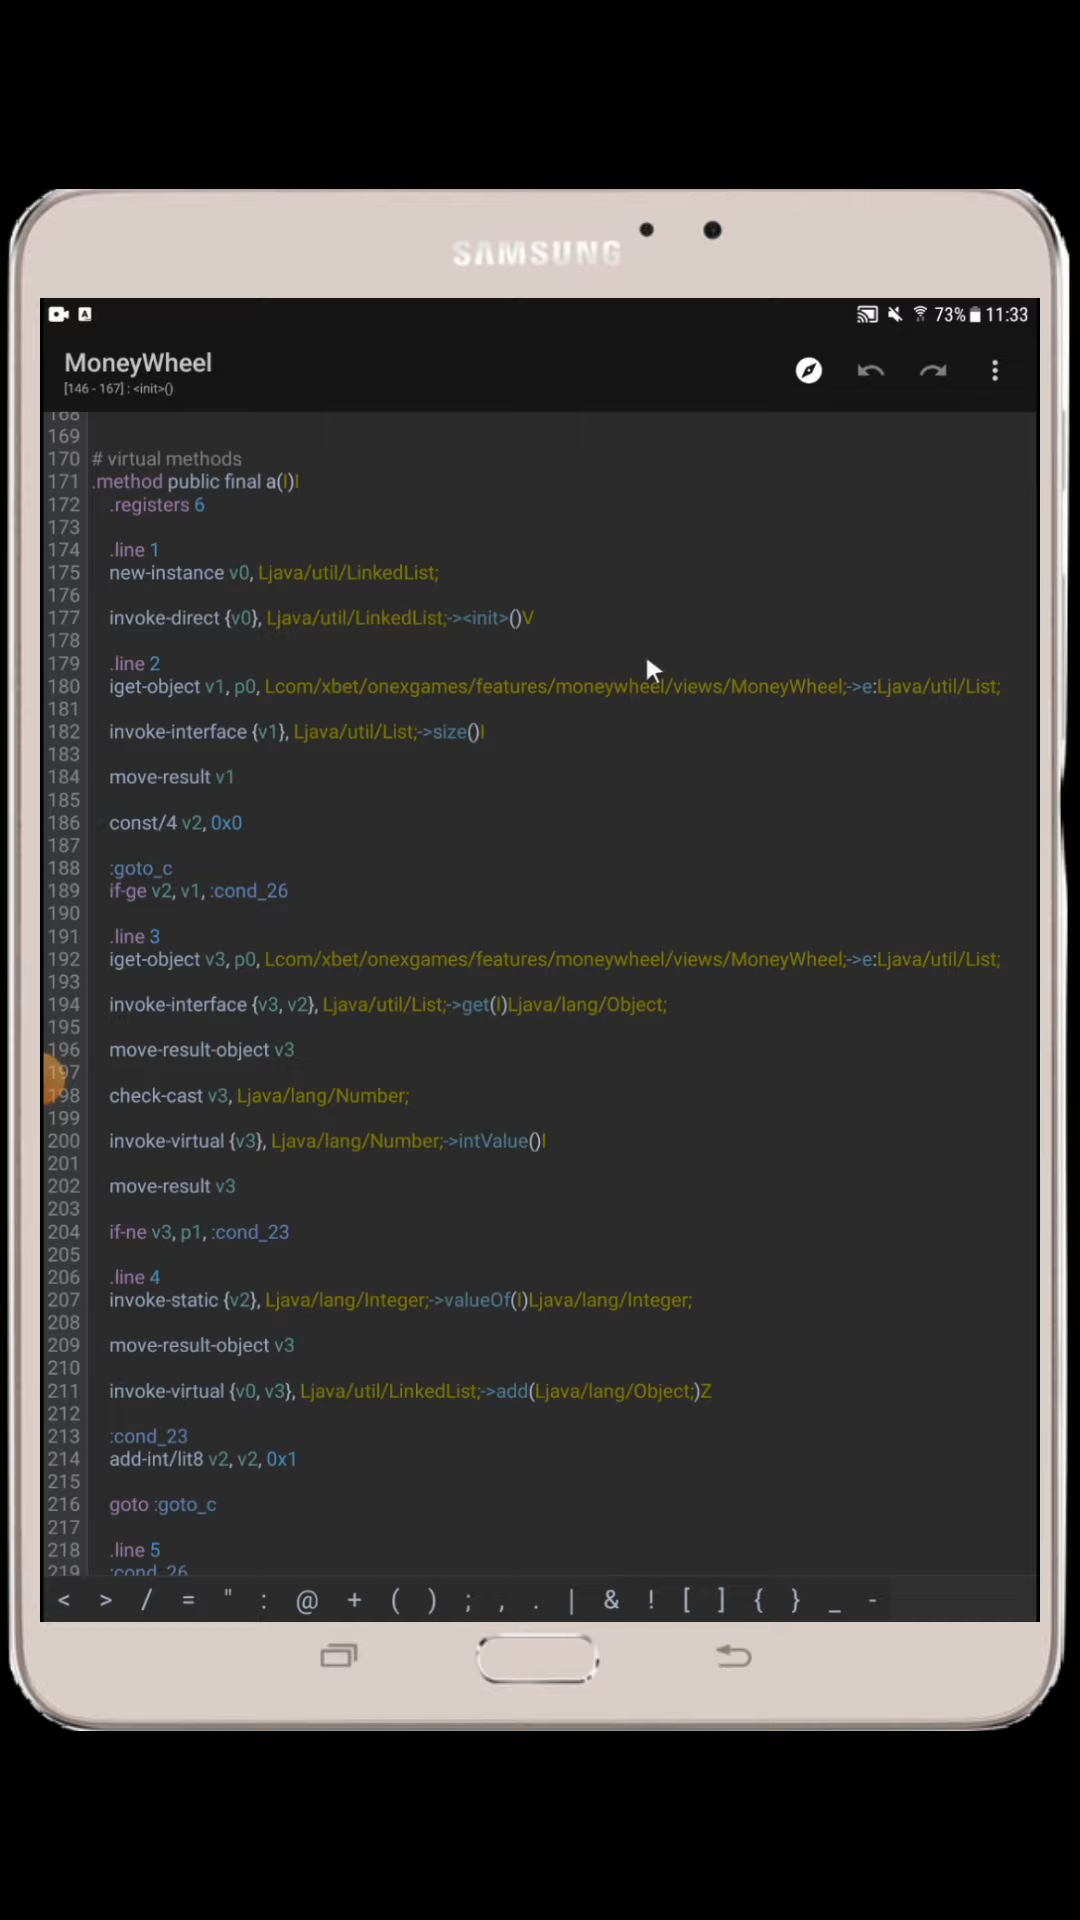 SAMSUNG
73% 11:33
MoneyWheel
[146 - 167] : <init>()
168
169
170 # virtual methods
171 .method public final a(I)I
172 .registers 6
173
174 .line 1
175 new-instance v0, Ljava/util/LinkedList;
176
177 invoke-direct {v0}, Ljava/util/LinkedList;-><init>()V
178
179 .line 2
180 iget-object v1, p0, Lcom/xbet/onexgames/features/moneywheel/views/MoneyWheel;->e:Ljava/util/List;
181
182 invoke-interface {v1}, Ljava/util/List;->size()I
183
184 move-result v1
185
186 const/4 v2, 0x0
187
188 :goto_c
189 if-ge v2, v1, :cond_26
190
191 .line 3
192 iget-object v3, p0, Lcom/xbet/onexgames/features/moneywheel/views/MoneyWheel;->e:Ljava/util/List;
193
194 invoke-interface {v3, v2}, Ljava/util/List;->get(I)Ljava/lang/Object;
195
196 move-result-object v3
197
198 check-cast v3, Ljava/lang/Number;
199
200 invoke-virtual {v3}, Ljava/lang/Number;->intValue()I
201
202 move-result v3
203
204 if-ne v3, p1, :cond_23
205
206 .line 4
207 invoke-static {v2}, Ljava/lang/Integer;->valueOf(I)Ljava/lang/Integer;
208
209 move-result-object v3
210
211 invoke-virtual {v0, v3}, Ljava/util/LinkedList;->add(Ljava/lang/Object;)Z
212
213 :cond_23
214 add-int/lit8 v2, v2, 0x1
215
216 goto :goto_c
217
218 .line 5
219 :cond_26
< > / = " : @ + ( ) ; , . | & ! [ ] { } _ -